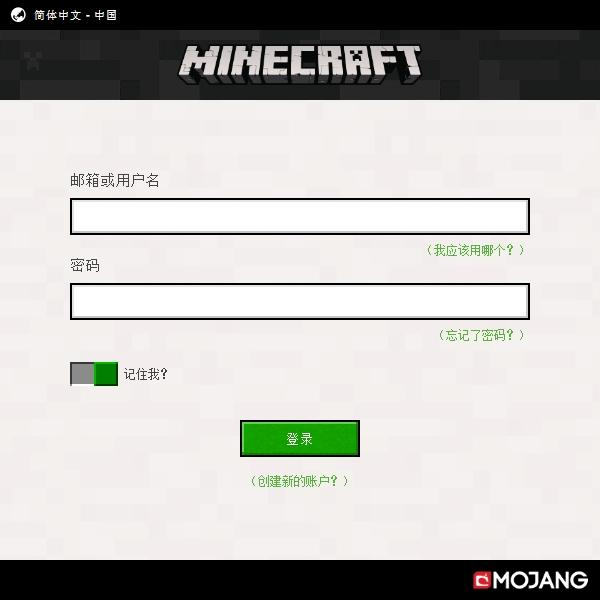 简体中文 - 中国
MINECRAFT
邮箱或用户名
（我应该用哪个？）
密码
（忘记了密码？）
记住我？
登录
（创建新的账户？）
MOJANG